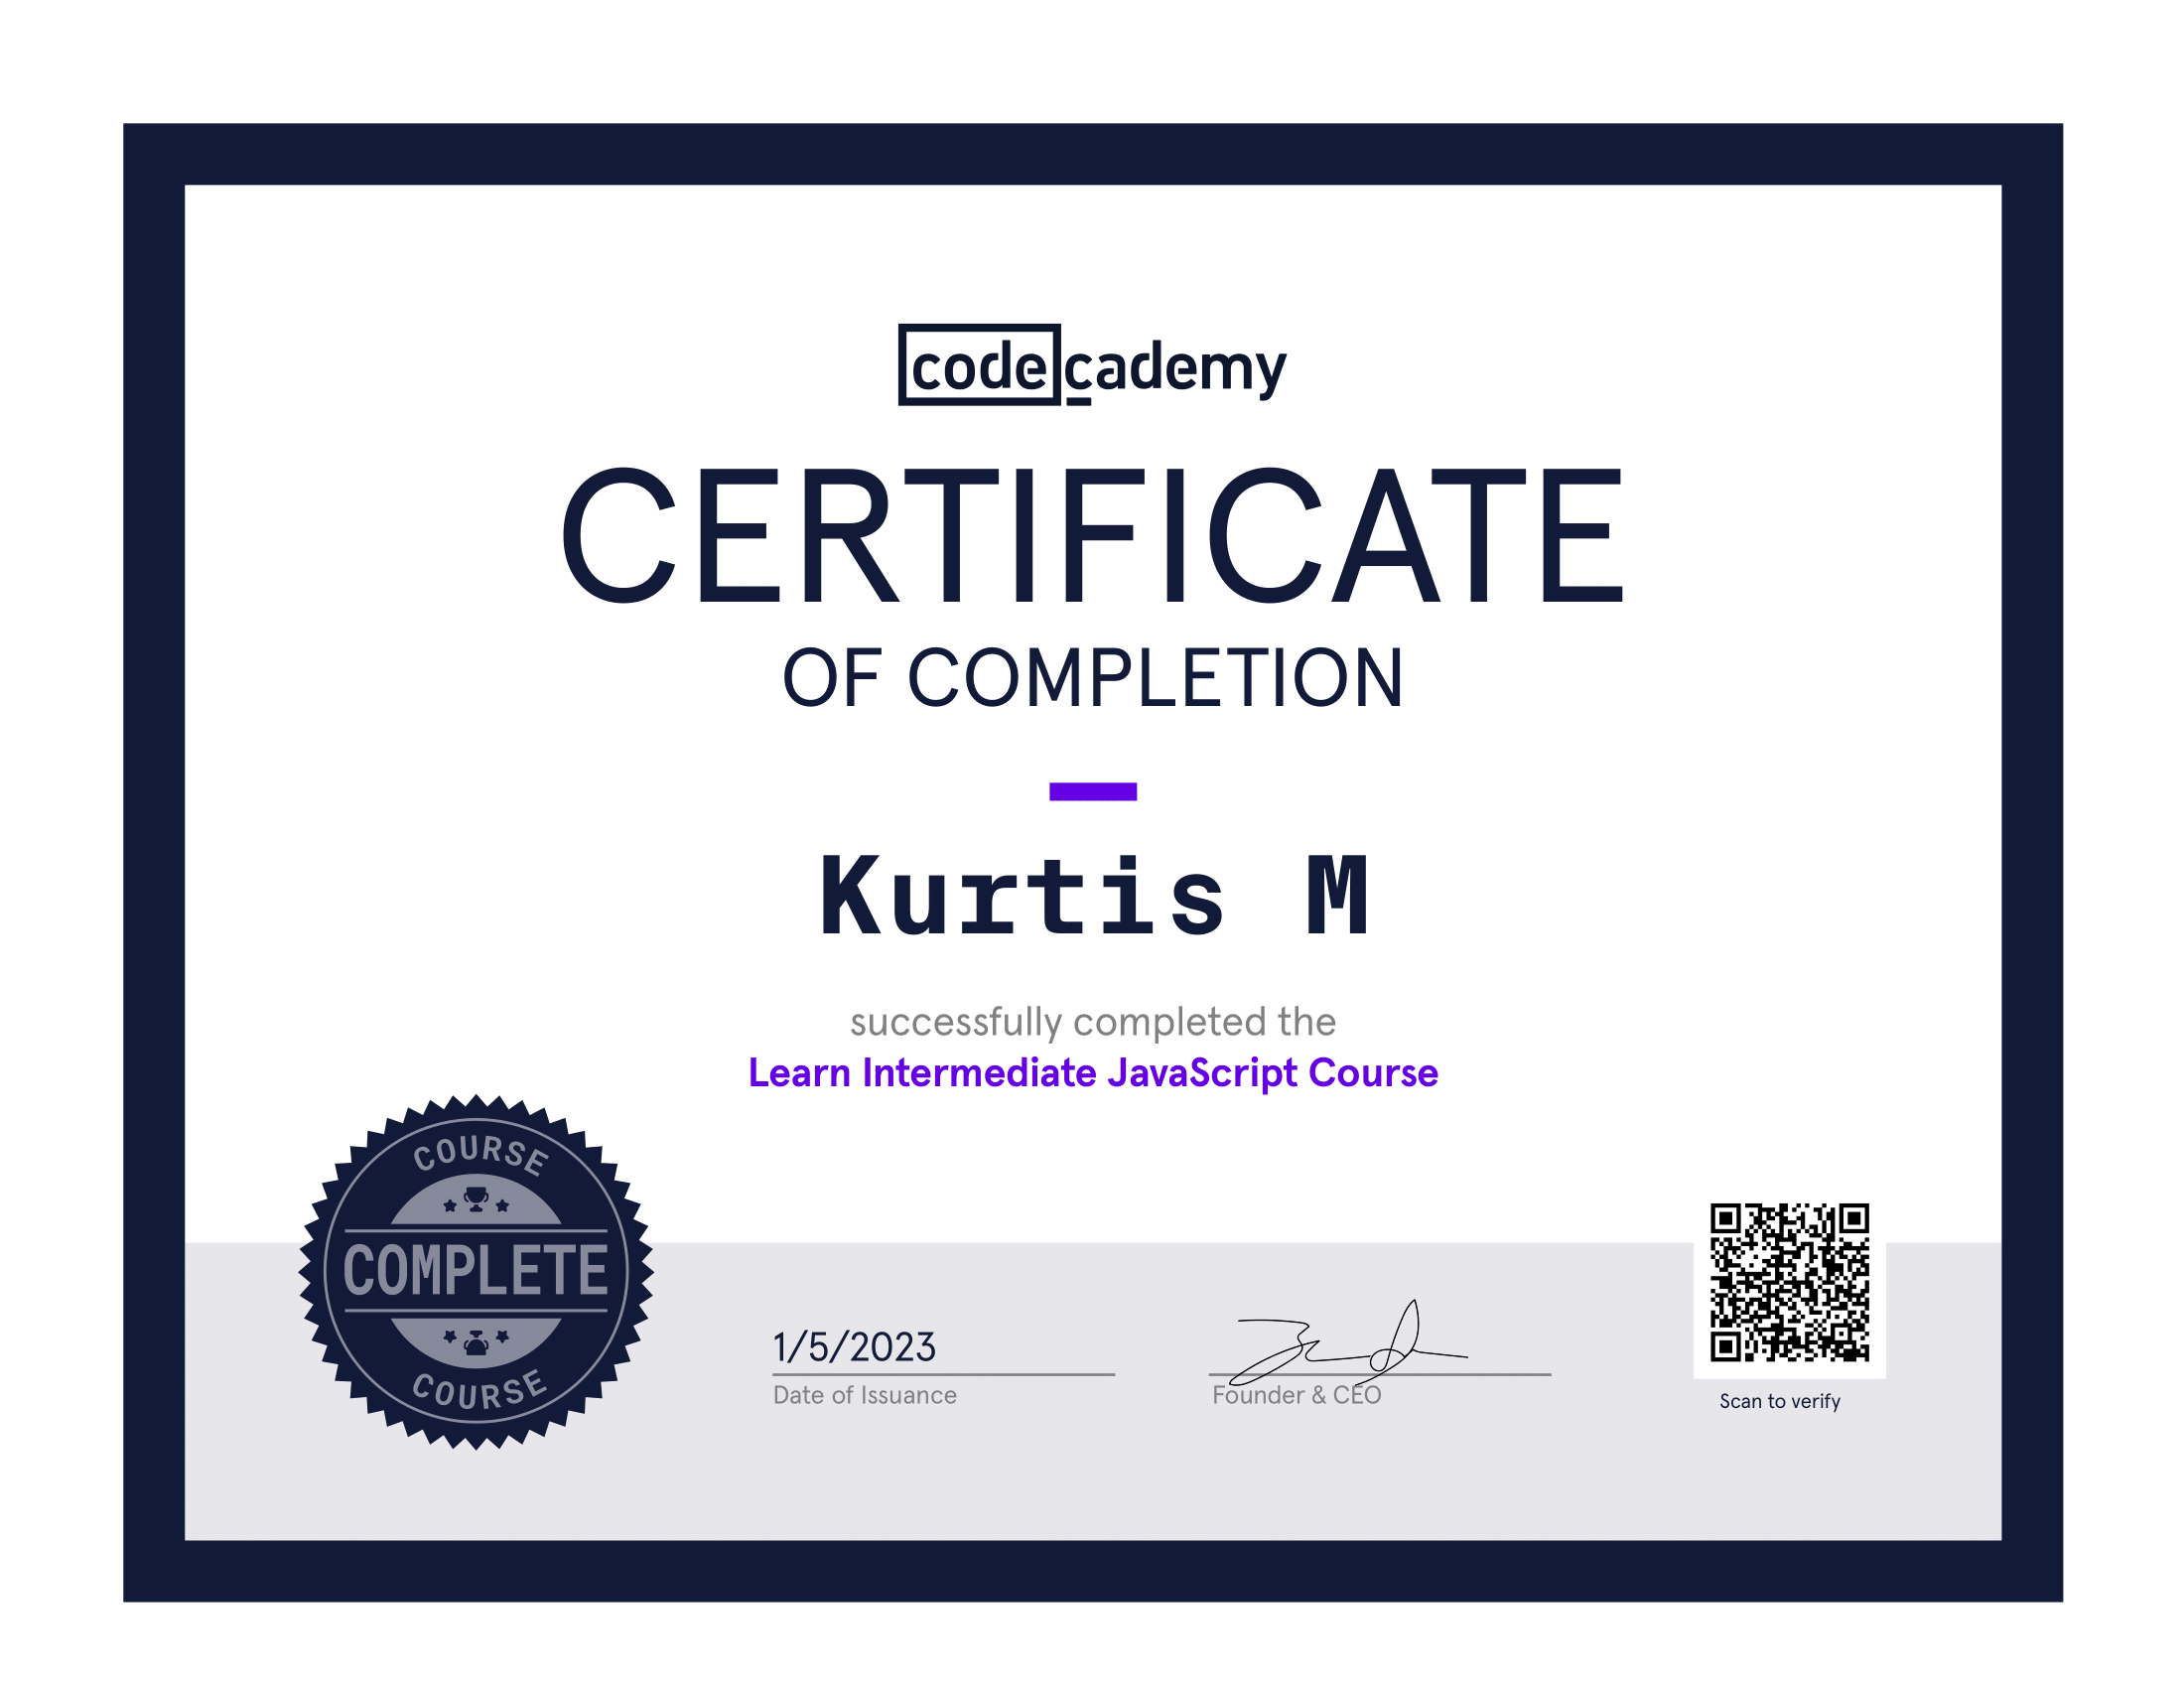 codecademy
CERTIFICATE
OF COMPLETION
Kurtis M
successfully completed the
Learn Intermediate JavaScript Course
COURSE
COMPLETE
COURSE
1/5/2023
Date of Issuance
Founder & CEO
Scan to verify